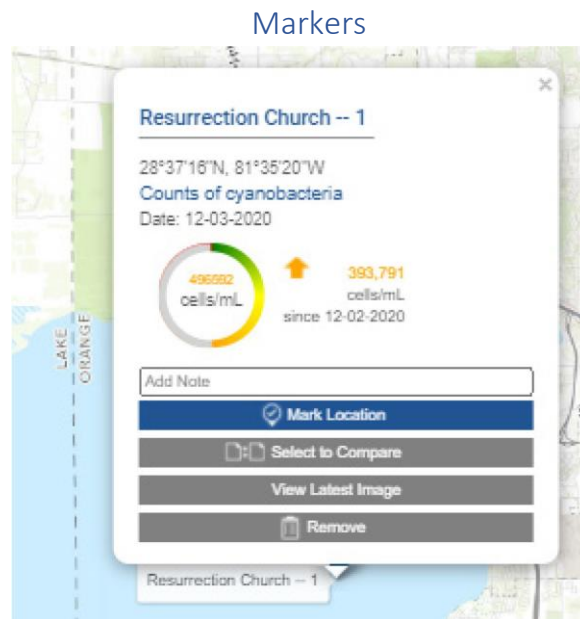 Markers
×
Resurrection Church -- 1
28°37'16"N, 81°35'20"W
Counts of cyanobacteria
Date: 12-03-2020
496592
cells/mL
393,791
cells/mL
since 12-02-2020
LAKE
ORANGE
Add Note
Mark Location
Select to Compare
View Latest Image
Remove
Resurrection Church -- 1